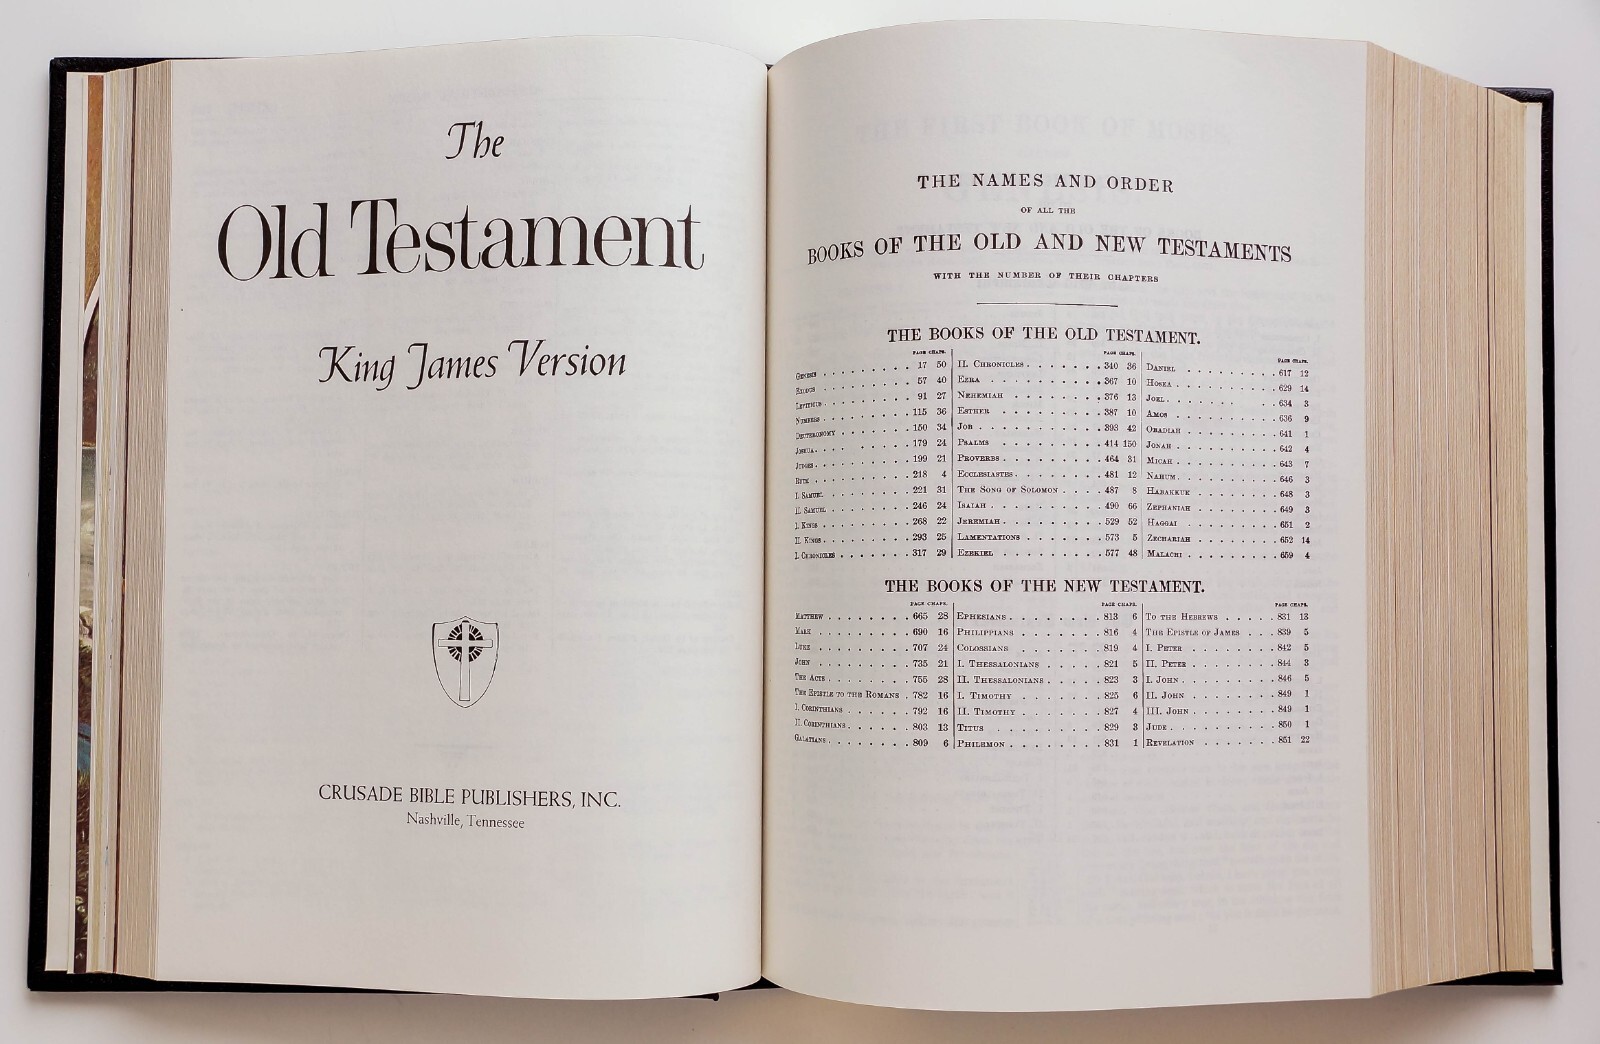 The
Old Testament
King James Version
CRUSADE BIBLE PUBLISHERS, INC.
Nashville, Tennessee
THE NAMES AND ORDER
OF ALL THE
BOOKS OF THE OLD AND NEW TESTAMENTS
WITH THE NUMBER OF THEIR CHAPTERS
THE BOOKS OF THE OLD TESTAMENT.
PAGE CHAPS.
GENESIS . . . . . . . . . 17 50
EXODUS . . . . . . . . . 57 40
LEVITICUS . . . . . . . . 91 27
NUMBERS . . . . . . . . 115 36
DEUTERONOMY . . . . . . 150 34
JOSHUA . . . . . . . . 179 24
JUDGES . . . . . . . . 199 21
RUTH . . . . . . . . . 218 4
I. SAMUEL . . . . . . . 221 31
II. SAMUEL . . . . . . . 246 24
I. KINGS . . . . . . . . 268 22
II. KINGS . . . . . . . . 293 25
I. CHRONICLES . . . . . . 317 29
PAGE CHAPS.
II. CHRONICLES . . . . . . 340 36
EZRA . . . . . . . . . 367 10
NEHEMIAH . . . . . . . 376 13
ESTHER . . . . . . . . 387 10
JOB . . . . . . . . . 393 42
PSALMS . . . . . . . . 414 150
PROVERBS . . . . . . . 464 31
ECCLESIASTES . . . . . . 481 12
THE SONG OF SOLOMON . . . . 487 8
ISAIAH . . . . . . . . 490 66
JEREMIAH . . . . . . . 529 52
LAMENTATIONS . . . . . . 573 5
EZEKIEL . . . . . . . . 577 48
PAGE CHAPS.
DANIEL . . . . . . . . 617 12
HOSEA . . . . . . . . 629 14
JOEL . . . . . . . . 634 3
AMOS . . . . . . . . 636 9
OBADIAH . . . . . . . . 641 1
JONAH . . . . . . . . 642 4
MICAH . . . . . . . . 643 7
NAHUM . . . . . . . . 646 3
HABAKKUK . . . . . . . 648 3
ZEPHANIAH . . . . . . . 649 3
HAGGAI . . . . . . . . 651 2
ZECHARIAH . . . . . . . 652 14
MALACHI . . . . . . . . 659 4
THE BOOKS OF THE NEW TESTAMENT.
PAGE CHAPS.
MATTHEW . . . . . . . . 665 28
MARK . . . . . . . . 690 16
LUKE . . . . . . . . 707 24
JOHN . . . . . . . . 735 21
THE ACTS . . . . . . . . 755 28
THE EPISTLE TO THE ROMANS . 782 16
I. CORINTHIANS . . . . . . 792 16
II. CORINTHIANS . . . . . . 803 13
GALATIANS . . . . . . . . 809 6
PAGE CHAPS.
EPHESIANS . . . . . . . . 813 6
PHILIPPIANS . . . . . . . 816 4
COLOSSIANS . . . . . . . 819 4
I. THESSALONIANS . . . . . 821 5
II. THESSALONIANS . . . . . 823 3
I. TIMOTHY . . . . . . . 825 6
II. TIMOTHY . . . . . . . 827 4
TITUS . . . . . . . . 829 3
PHILEMON . . . . . . . . 831 1
PAGE CHAPS.
TO THE HEBREWS . . . . . 831 13
THE EPISTLE OF JAMES . . . 839 5
I. PETER . . . . . . . . 842 5
II. PETER . . . . . . . . 844 3
I. JOHN . . . . . . . . 846 5
II. JOHN . . . . . . . . 849 1
III. JOHN . . . . . . . . 849 1
JUDE . . . . . . . . . 850 1
REVELATION . . . . . . . 851 22